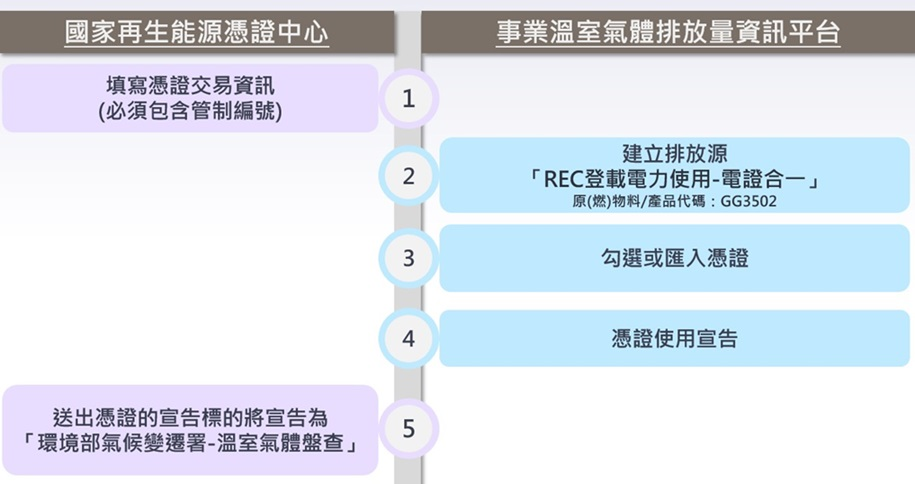 國家再生能源憑證中心
事業溫室氣體排放量資訊平台
填寫憑證交易資訊
(必須包含管制編號)
1
2
建立排放源
「REC登載電力使用-電證合一」
原(燃)物料/產品代碼：GG3502
3
勾選或匯入憑證
4
憑證使用宣告
送出憑證的宣告標的將宣告為
「環境部氣候變遷署-溫室氣體盤查」
5